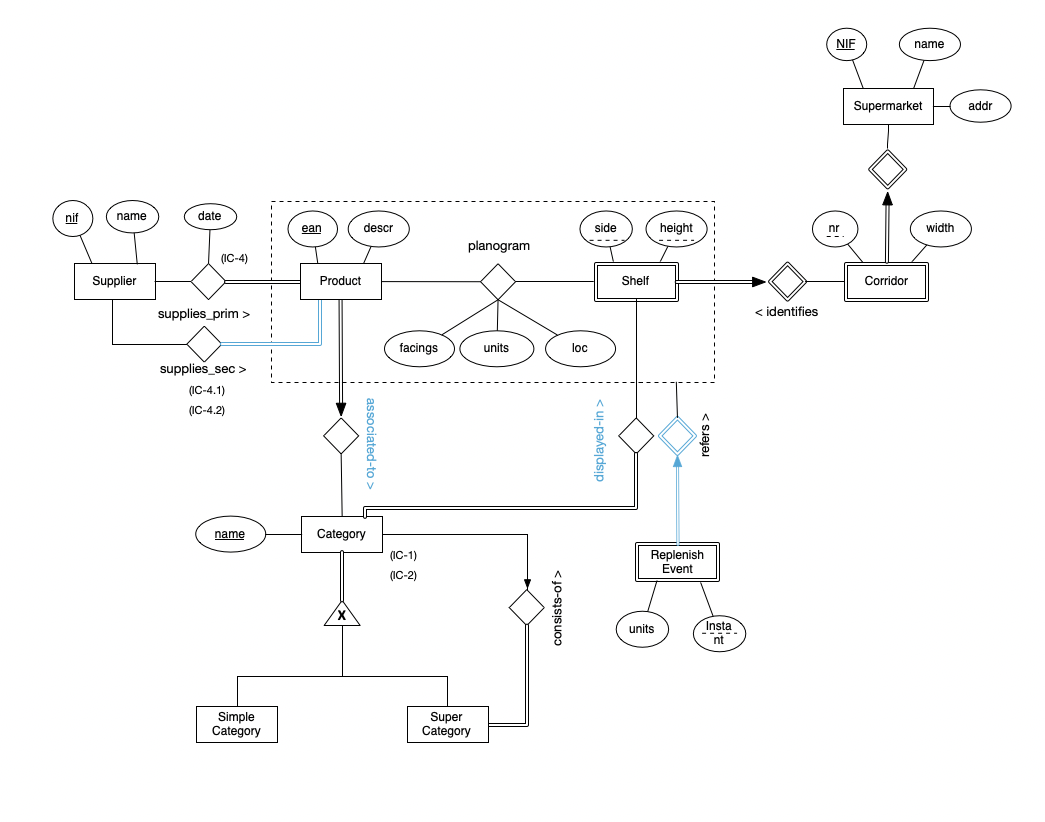 NIF
name
Supermarket
addr
nif
name
date
ean
descr
planogram
side
height
nr
width
(IC-4)
Supplier
Product
Shelf
Corridor
supplies_prim >
< identifies
facings
units
loc
supplies_sec >
(IC-4.1)
(IC-4.2)
associated-to >
displayed-in >
refers >
name
Category
(IC-1)
(IC-2)
Replenish
Event
consists-of >
X
units
Insta
nt
Simple
Category
Super
Category